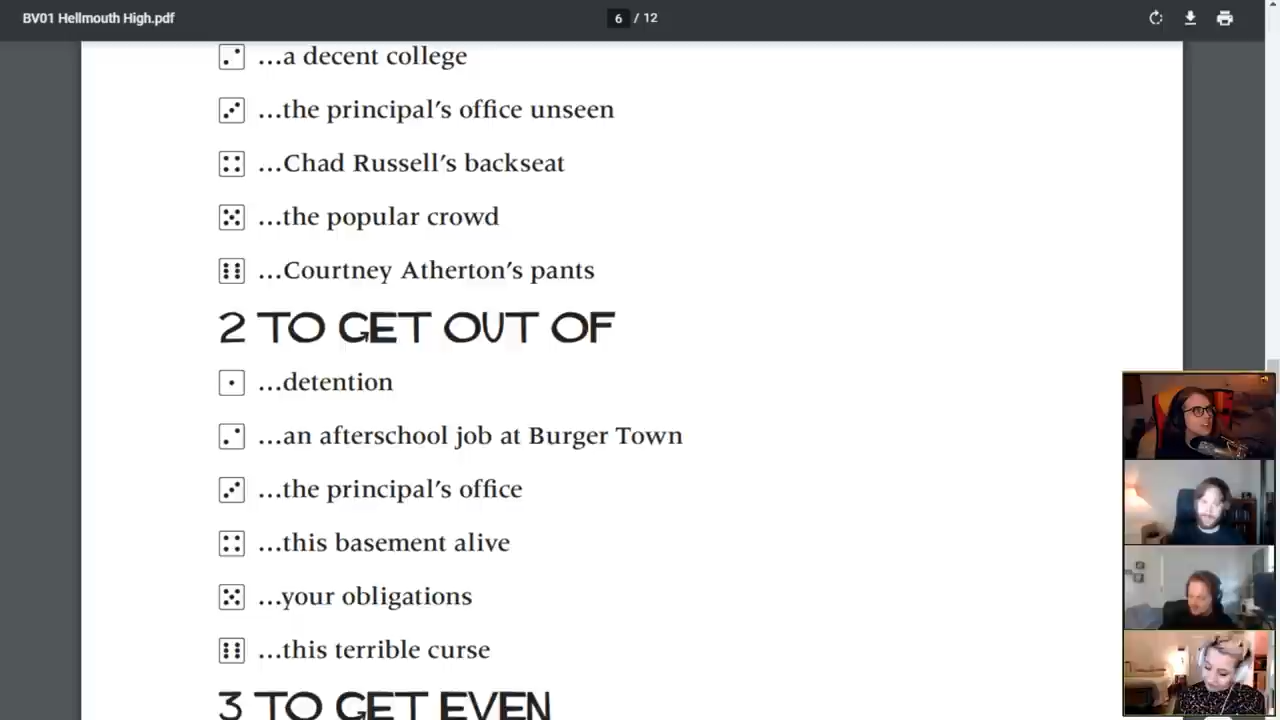 BV01 Hellmouth High.pdf
6 / 12
...a decent college
...the principal's office unseen
...Chad Russell's backseat
...the popular crowd
...Courtney Atherton's pants
2 TO GET OUT OF
...detention
...an afterschool job at Burger Town
...the principal's office
...this basement alive
...your obligations
...this terrible curse
3 TO GET EVEN